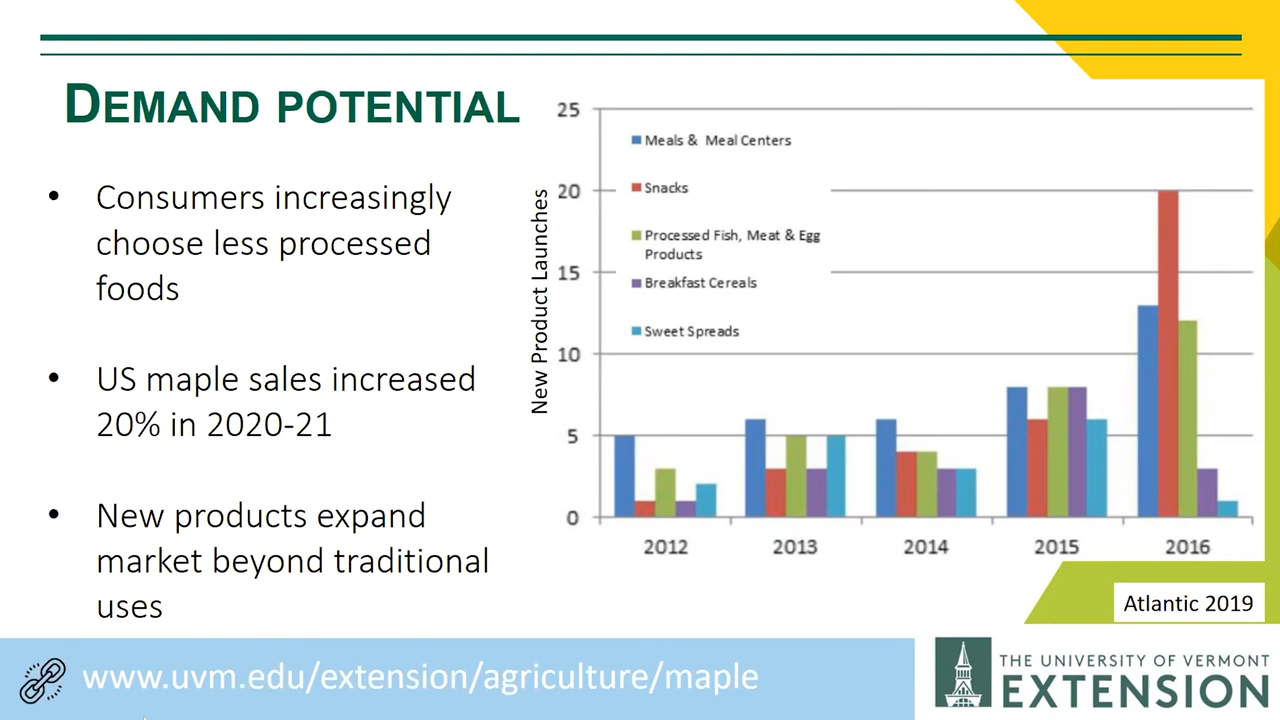 DEMAND POTENTIAL
• Consumers increasingly
choose less processed
foods
• US maple sales increased
20% in 2020-21
• New products expand
market beyond traditional
uses
New Product Launches
25
20
15
10
5
0
Meals & Meal Centers
Snacks
Processed Fish, Meat & Egg
Products
Breakfast Cereals
Sweet Spreads
2012 2013 2014 2015 2016
Atlantic 2019
www.uvm.edu/extension/agriculture/maple
THE UNIVERSITY OF VERMONT
EXTENSION